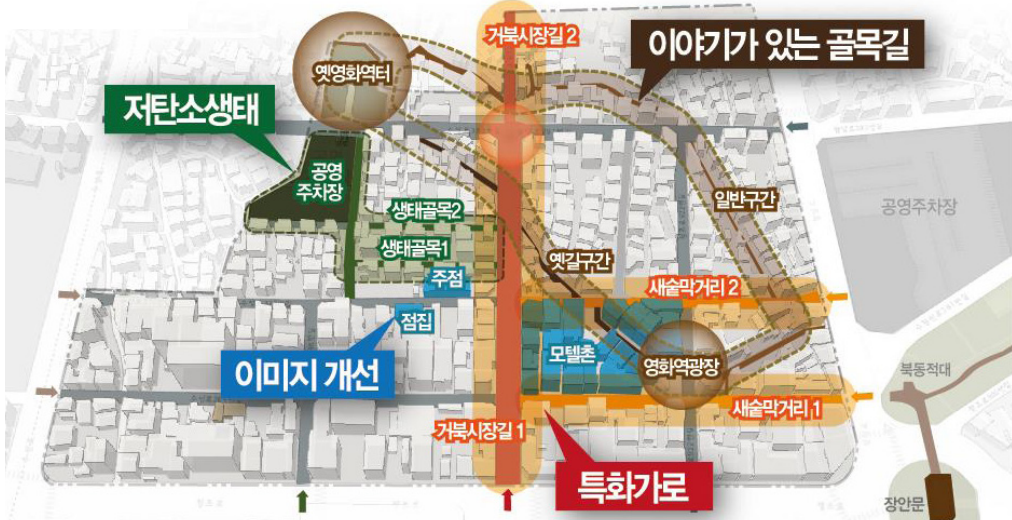 거북시장길 2
이야기가 있는 골목길
옛영화역터
저탄소생태
공영
주차장
일반구간
공영주차장
생태골목2
생태골목1
옛길구간
주점
새술막거리 2
점집
모텔촌
이미지 개선
영화역광장
북동적대
새술막거리 1
거북시장길 1
특화가로
장안문